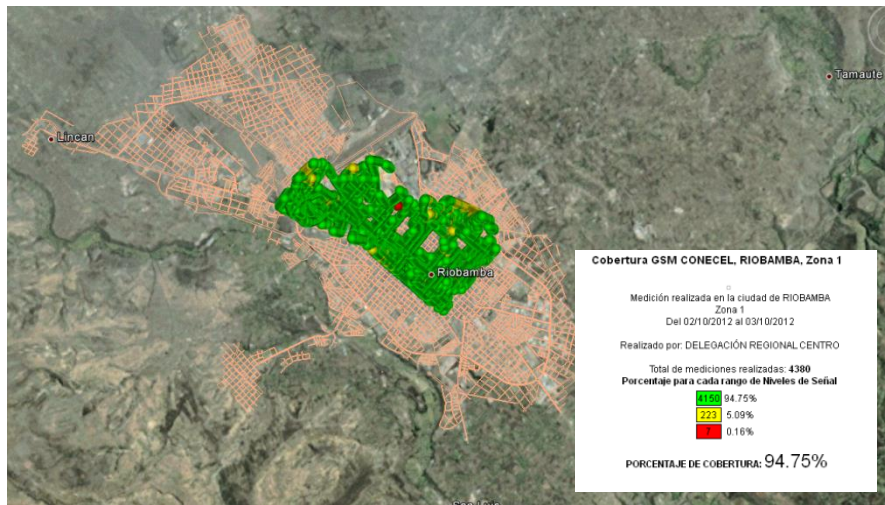 Tamaute
Lincan
Riobamba
Cobertura GSM CONECEL, RIOBAMBA, Zona 1
Medición realizada en la ciudad de RIOBAMBA
Zona 1
Del 02/10/2012 al 03/10/2012
Realizado por: DELEGACIÓN REGIONAL CENTRO
Total de mediciones realizadas: 4380
Porcentaje para cada rango de Niveles de Señal
4150 94.75%
223 5.09%
7 0.16%
PORCENTAJE DE COBERTURA: 94.75%